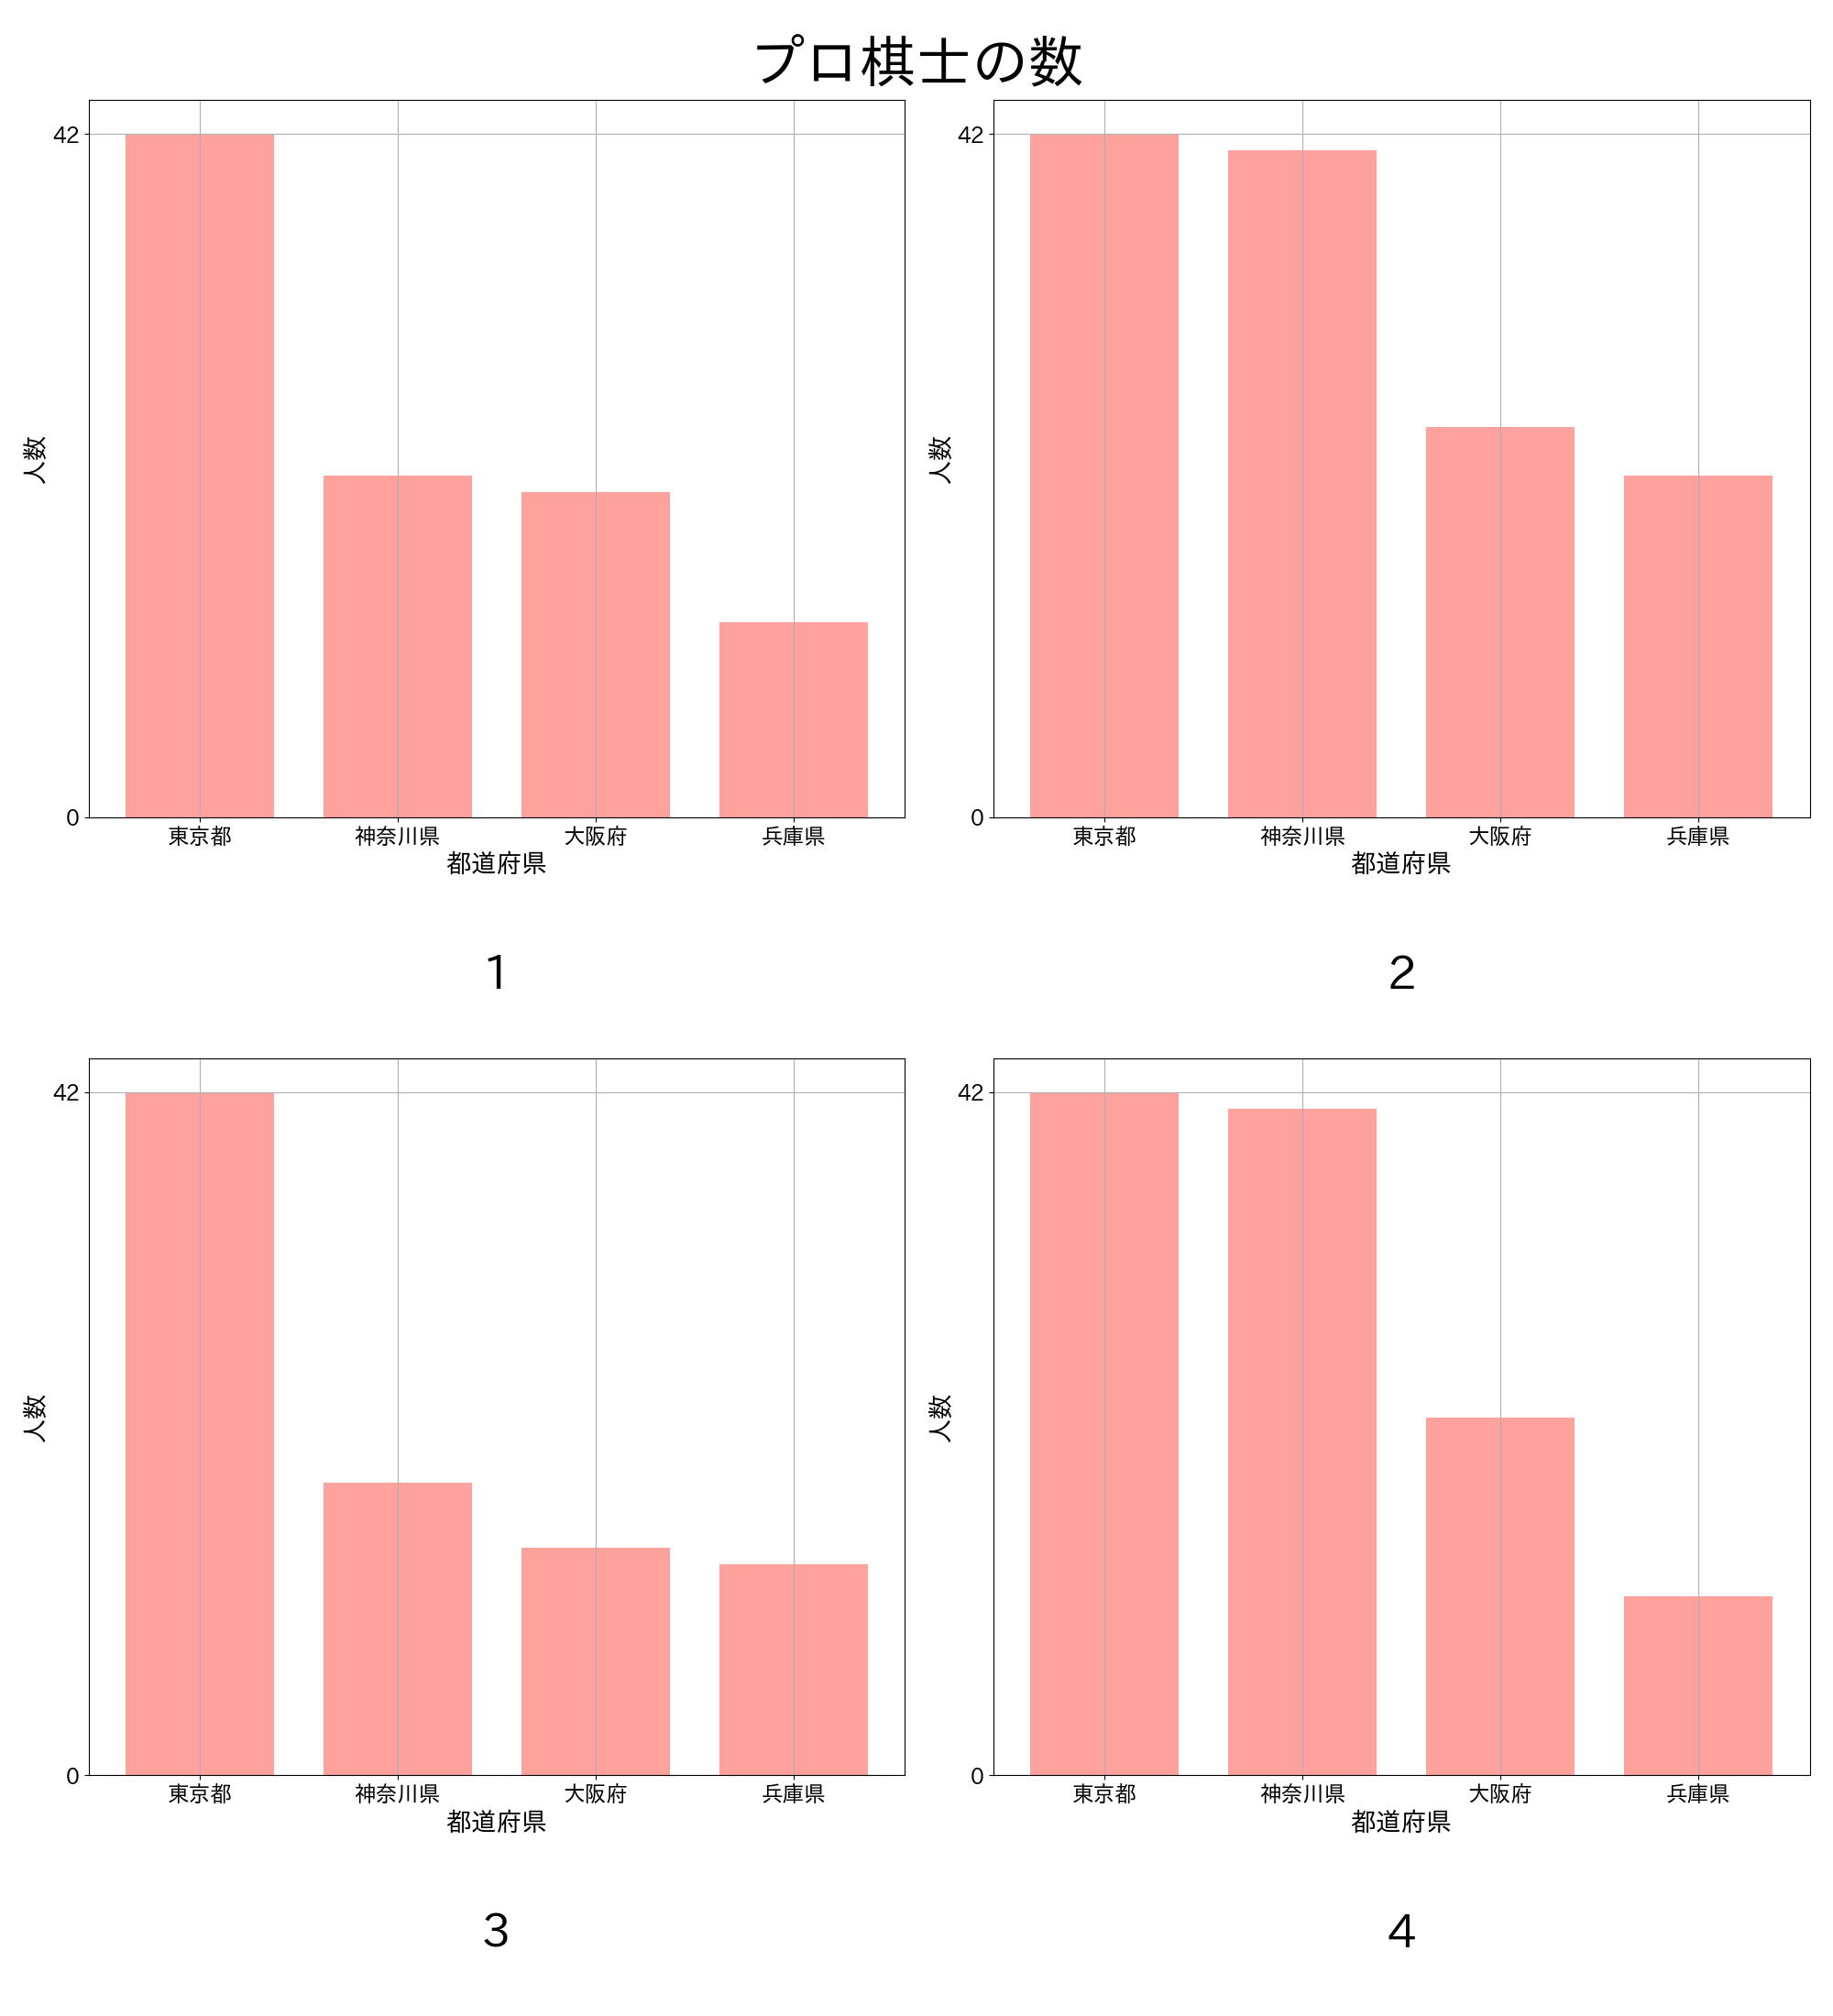 プロ棋士の数
42
人数
0
東京都 神奈川県 大阪府 兵庫県
都道府県
1
42
人数
0
東京都 神奈川県 大阪府 兵庫県
都道府県
2
42
人数
0
東京都 神奈川県 大阪府 兵庫県
都道府県
3
42
人数
0
東京都 神奈川県 大阪府 兵庫県
都道府県
4